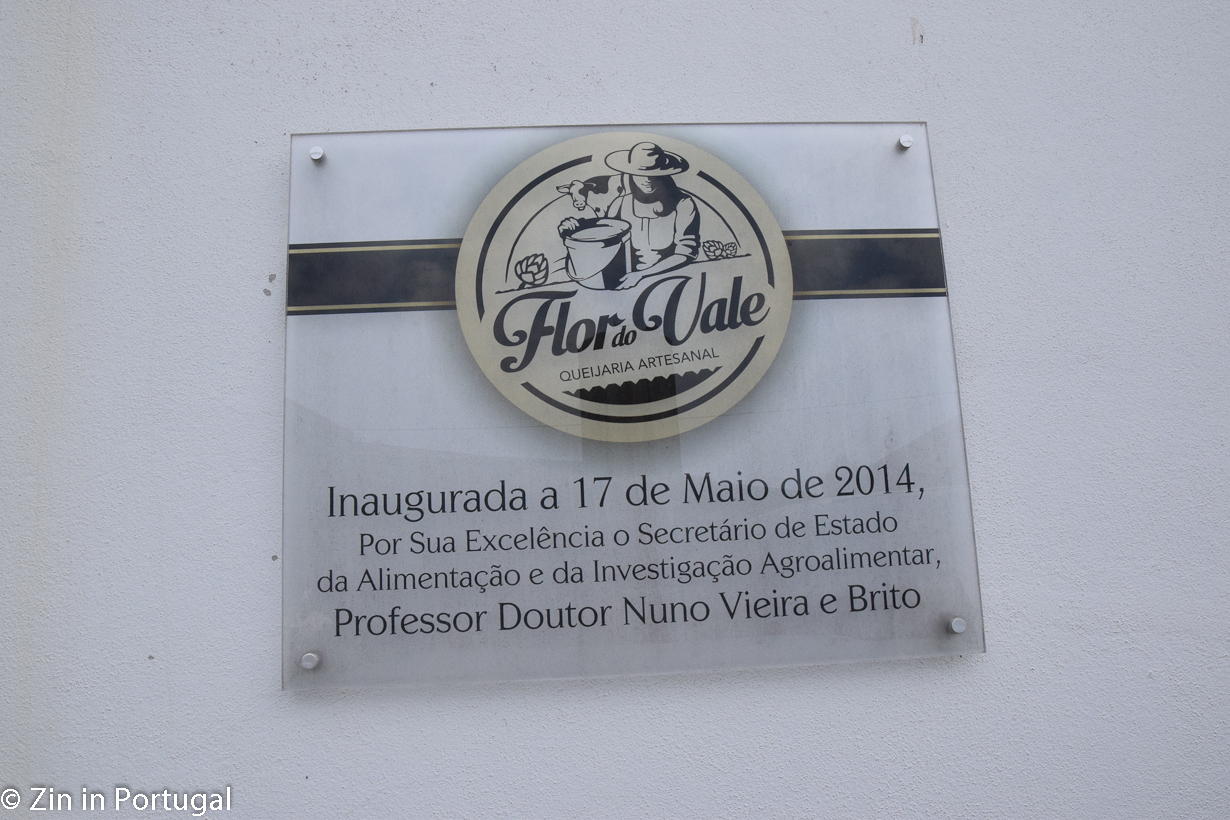 Flor do Vale
QUEIJARIA ARTESANAL
Inaugurada a 17 de Maio de 2014,
Por Sua Excelência o Secretário de Estado
da Alimentação e da Investigação Agroalimentar,
Professor Doutor Nuno Vieira e Brito
© Zin in Portugal